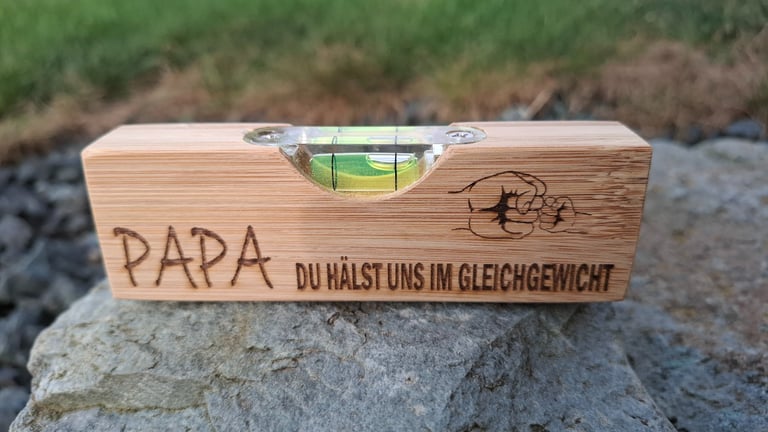 PAPA
DU HÄLST UNS IM GLEICHGEWICHT